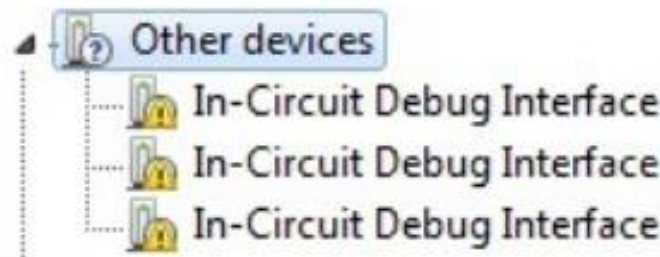 Other devices
In-Circuit Debug Interface
In-Circuit Debug Interface
In-Circuit Debug Interface